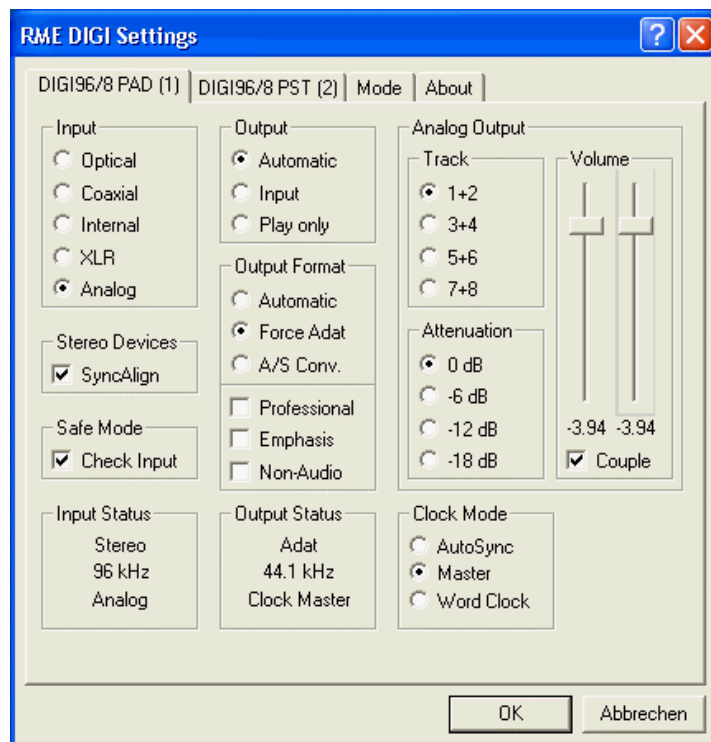 RME DIGI Settings
DIGI96/8 PAD (1)
DIGI96/8 PST (2)
Mode
About
Input
Optical
Coaxial
Internal
XLR
Analog
Stereo Devices
SyncAlign
Safe Mode
Check Input
Input Status
Stereo
96 kHz
Analog
Output
Automatic
Input
Play only
Output Format
Automatic
Force Adat
A/S Conv.
Professional
Emphasis
Non-Audio
Output Status
Adat
44.1 kHz
Clock Master
Analog Output
Track
1+2
3+4
5+6
7+8
Attenuation
0 dB
-6 dB
-12 dB
-18 dB
Volume
-3.94 -3.94
Couple
Clock Mode
AutoSync
Master
Word Clock
OK
Abbrechen